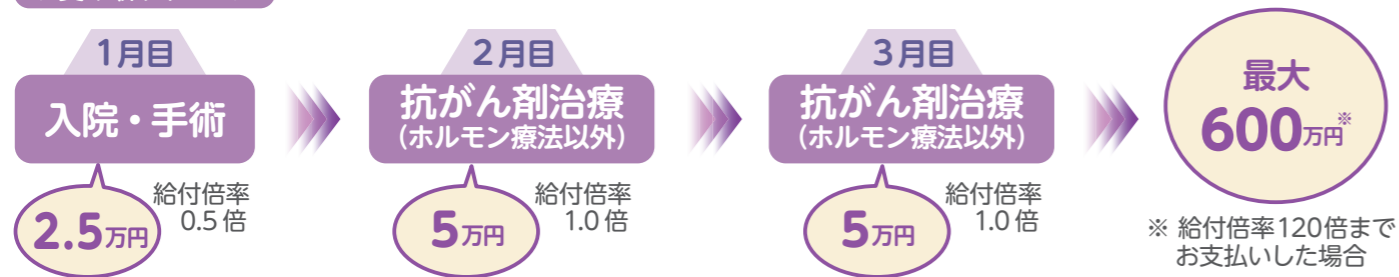 1月目
入院・手術
2.5万円
給付倍率
0.5倍
2月目
抗がん剤治療
(ホルモン療法以外)
5万円
給付倍率
1.0倍
3月目
抗がん剤治療
(ホルモン療法以外)
5万円
給付倍率
1.0倍
最大
600万円※
※ 給付倍率120倍まで
お支払いした場合